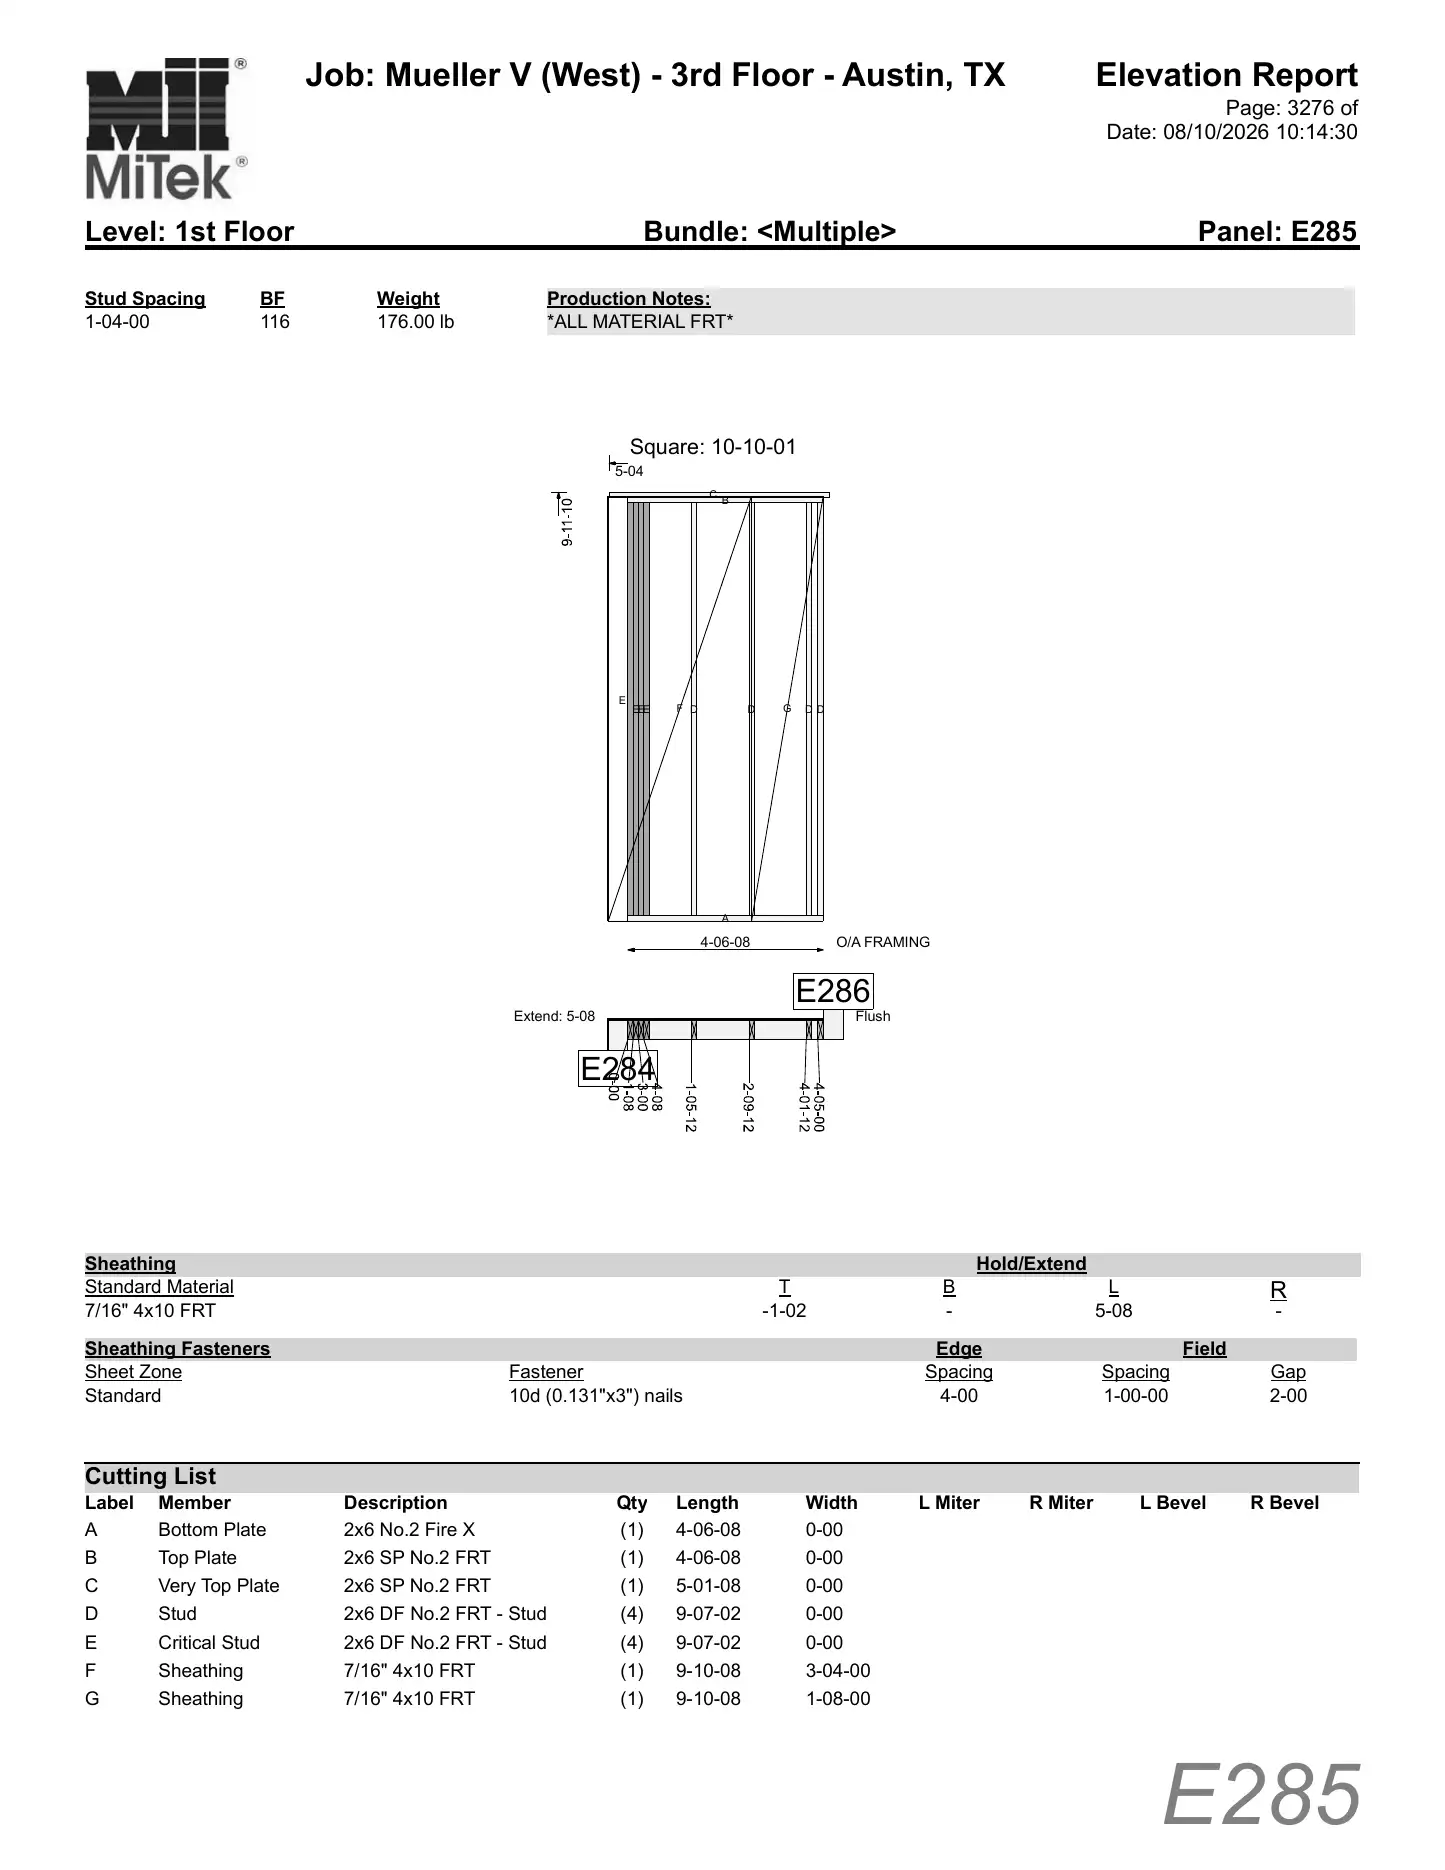 MiTek®
Job: Mueller V (West) - 3rd Floor - Austin, TX
Elevation Report
Page: 3276 of
Date: 08/10/2026 10:14:30
Level: 1st Floor Bundle: <Multiple> Panel: E285
Stud Spacing BF Weight Production Notes:
1-04-00 116 176.00 lb *ALL MATERIAL FRT*
Square: 10-10-01
5-04
C
B
9-11-10
E
E E E F D D G D D
A
4-06-08 O/A FRAMING
E286
Extend: 5-08 Flush
E284
0-00 1-08 3-00 4-08 1-05-12 2-09-12 4-01-12 4-05-00
Sheathing Hold/Extend
Standard Material T B L R
7/16" 4x10 FRT -1-02 - 5-08 -
Sheathing Fasteners Edge Field
Sheet Zone Fastener Spacing Spacing Gap
Standard 10d (0.131"x3") nails 4-00 1-00-00 2-00
Cutting List
Label Member Description Qty Length Width L Miter R Miter L Bevel R Bevel
A Bottom Plate 2x6 No.2 Fire X (1) 4-06-08 0-00
B Top Plate 2x6 SP No.2 FRT (1) 4-06-08 0-00
C Very Top Plate 2x6 SP No.2 FRT (1) 5-01-08 0-00
D Stud 2x6 DF No.2 FRT - Stud (4) 9-07-02 0-00
E Critical Stud 2x6 DF No.2 FRT - Stud (4) 9-07-02 0-00
F Sheathing 7/16" 4x10 FRT (1) 9-10-08 3-04-00
G Sheathing 7/16" 4x10 FRT (1) 9-10-08 1-08-00
E285